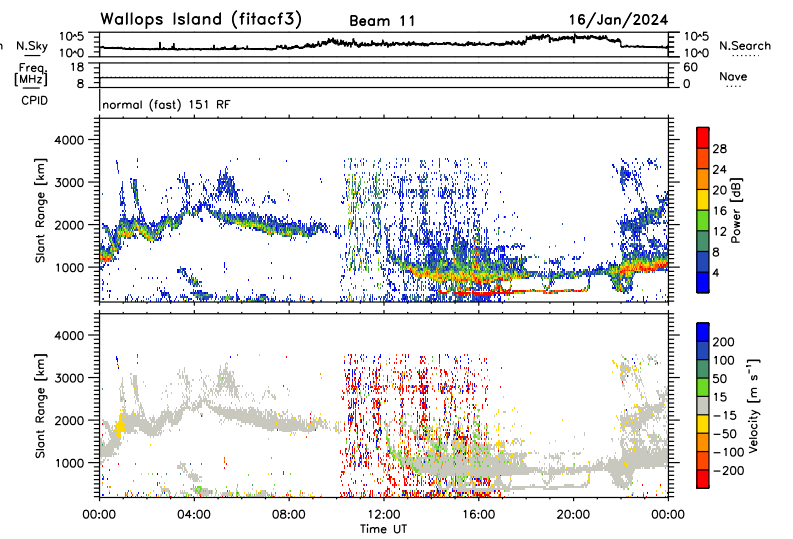 Wallops Island (fitacf3) Beam 11 16/Jan/2024
N.Sky 10^5 10^0 10^5 10^0 N.Search
Freq. [MHz] 18 8 60 0 Nave
CPID normal (fast) 151 RF
Slant Range [km] 4000 3000 2000 1000
Power [dB] 28 24 20 16 12 8 4
Slant Range [km] 4000 3000 2000 1000
Velocity [m s⁻¹] 200 100 50 15 -15 -50 -100 -200
00:00 04:00 08:00 12:00 16:00 20:00 00:00
Time UT